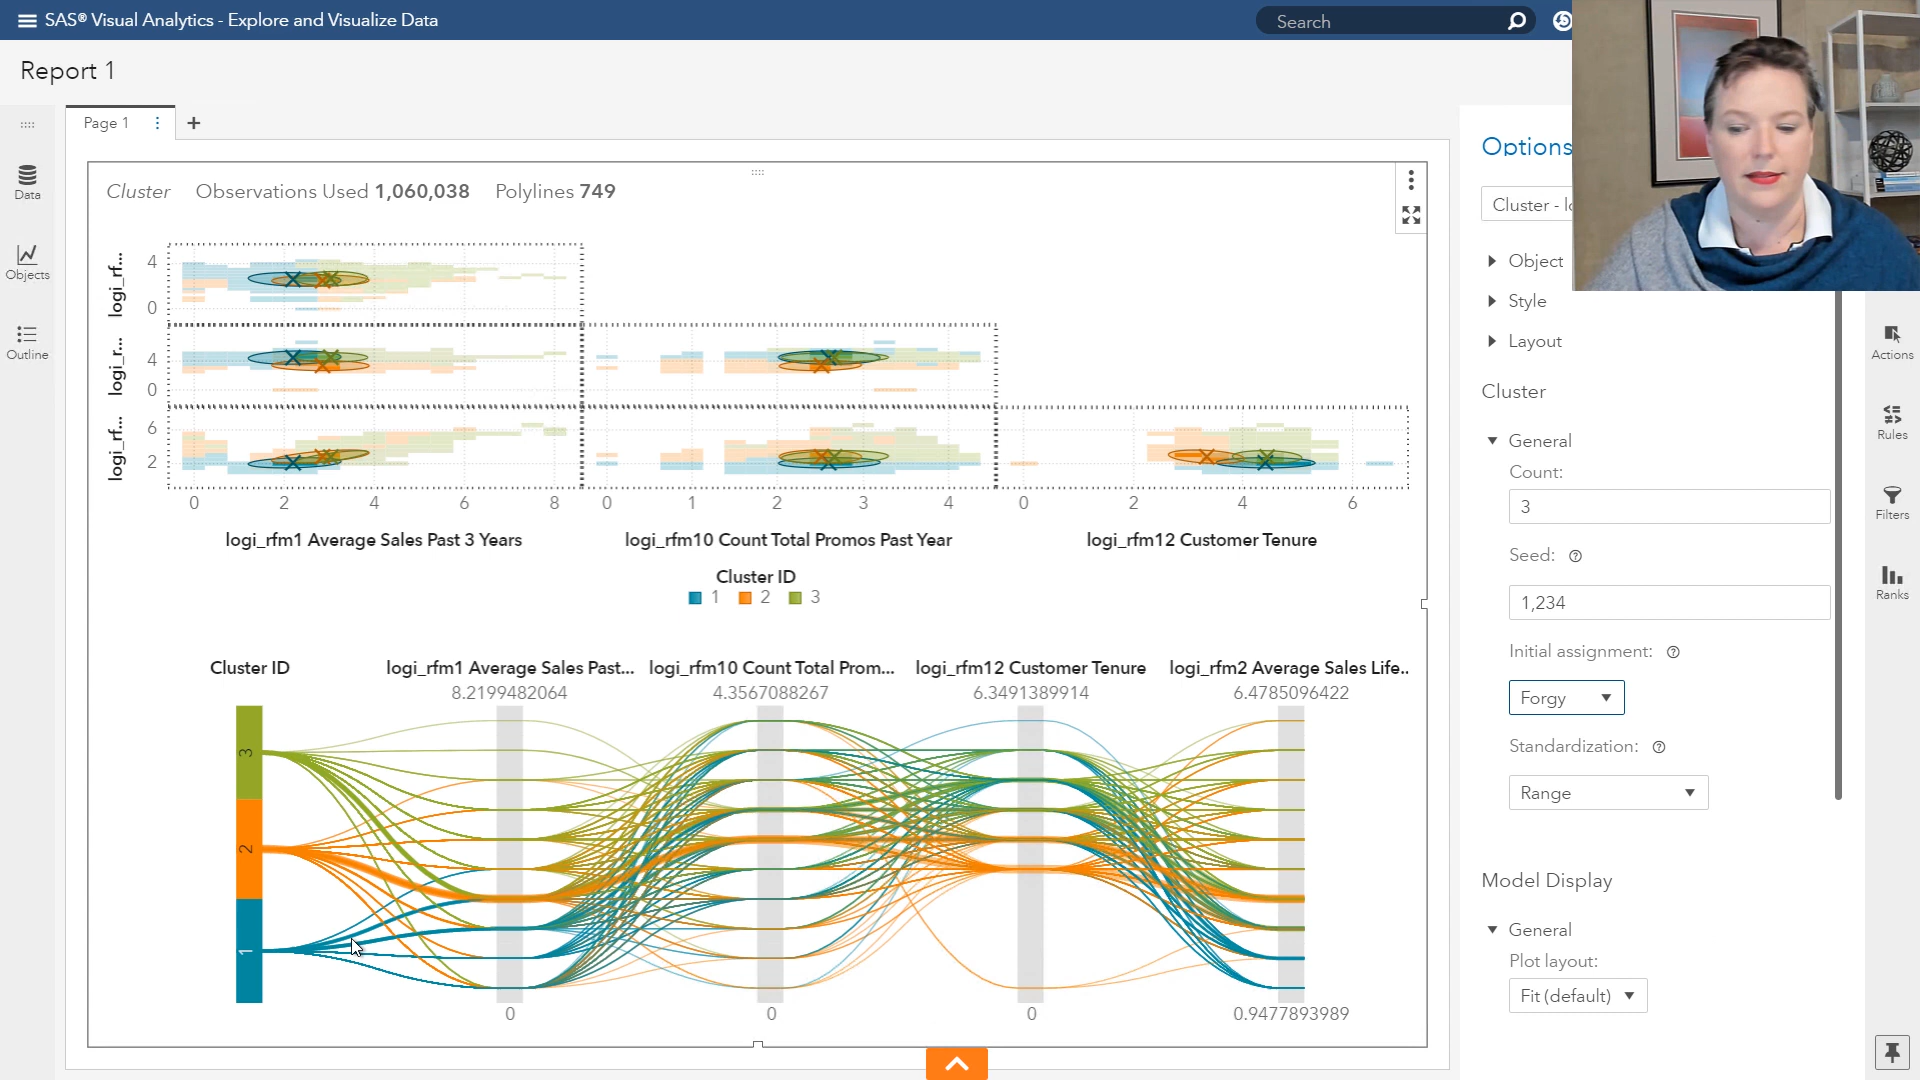 SAS® Visual Analytics - Explore and Visualize Data
Search
Report 1
Page 1
Data
Objects
Outline
Cluster Observations Used 1,060,038 Polylines 749
logi_rf...
4
0
logi_r...
4
0
logi_rf...
6
2
0 2 4 6 8 0 1 2 3 4 0 2 4 6
logi_rfm1 Average Sales Past 3 Years logi_rfm10 Count Total Promos Past Year logi_rfm12 Customer Tenure
Cluster ID
1 2 3
Cluster ID logi_rfm1 Average Sales Past... logi_rfm10 Count Total Prom... logi_rfm12 Customer Tenure logi_rfm2 Average Sales Life..
8.2199482064 4.3567088267 6.3491389914 6.4785096422
3
2
1
0 0 0 0.9477893989
Options
Cluster - lo
Object
Style
Layout
Cluster
General
Count:
3
Seed:
1,234
Initial assignment:
Forgy
Standardization:
Range
Model Display
General
Plot layout:
Fit (default)
Actions
Rules
Filters
Ranks